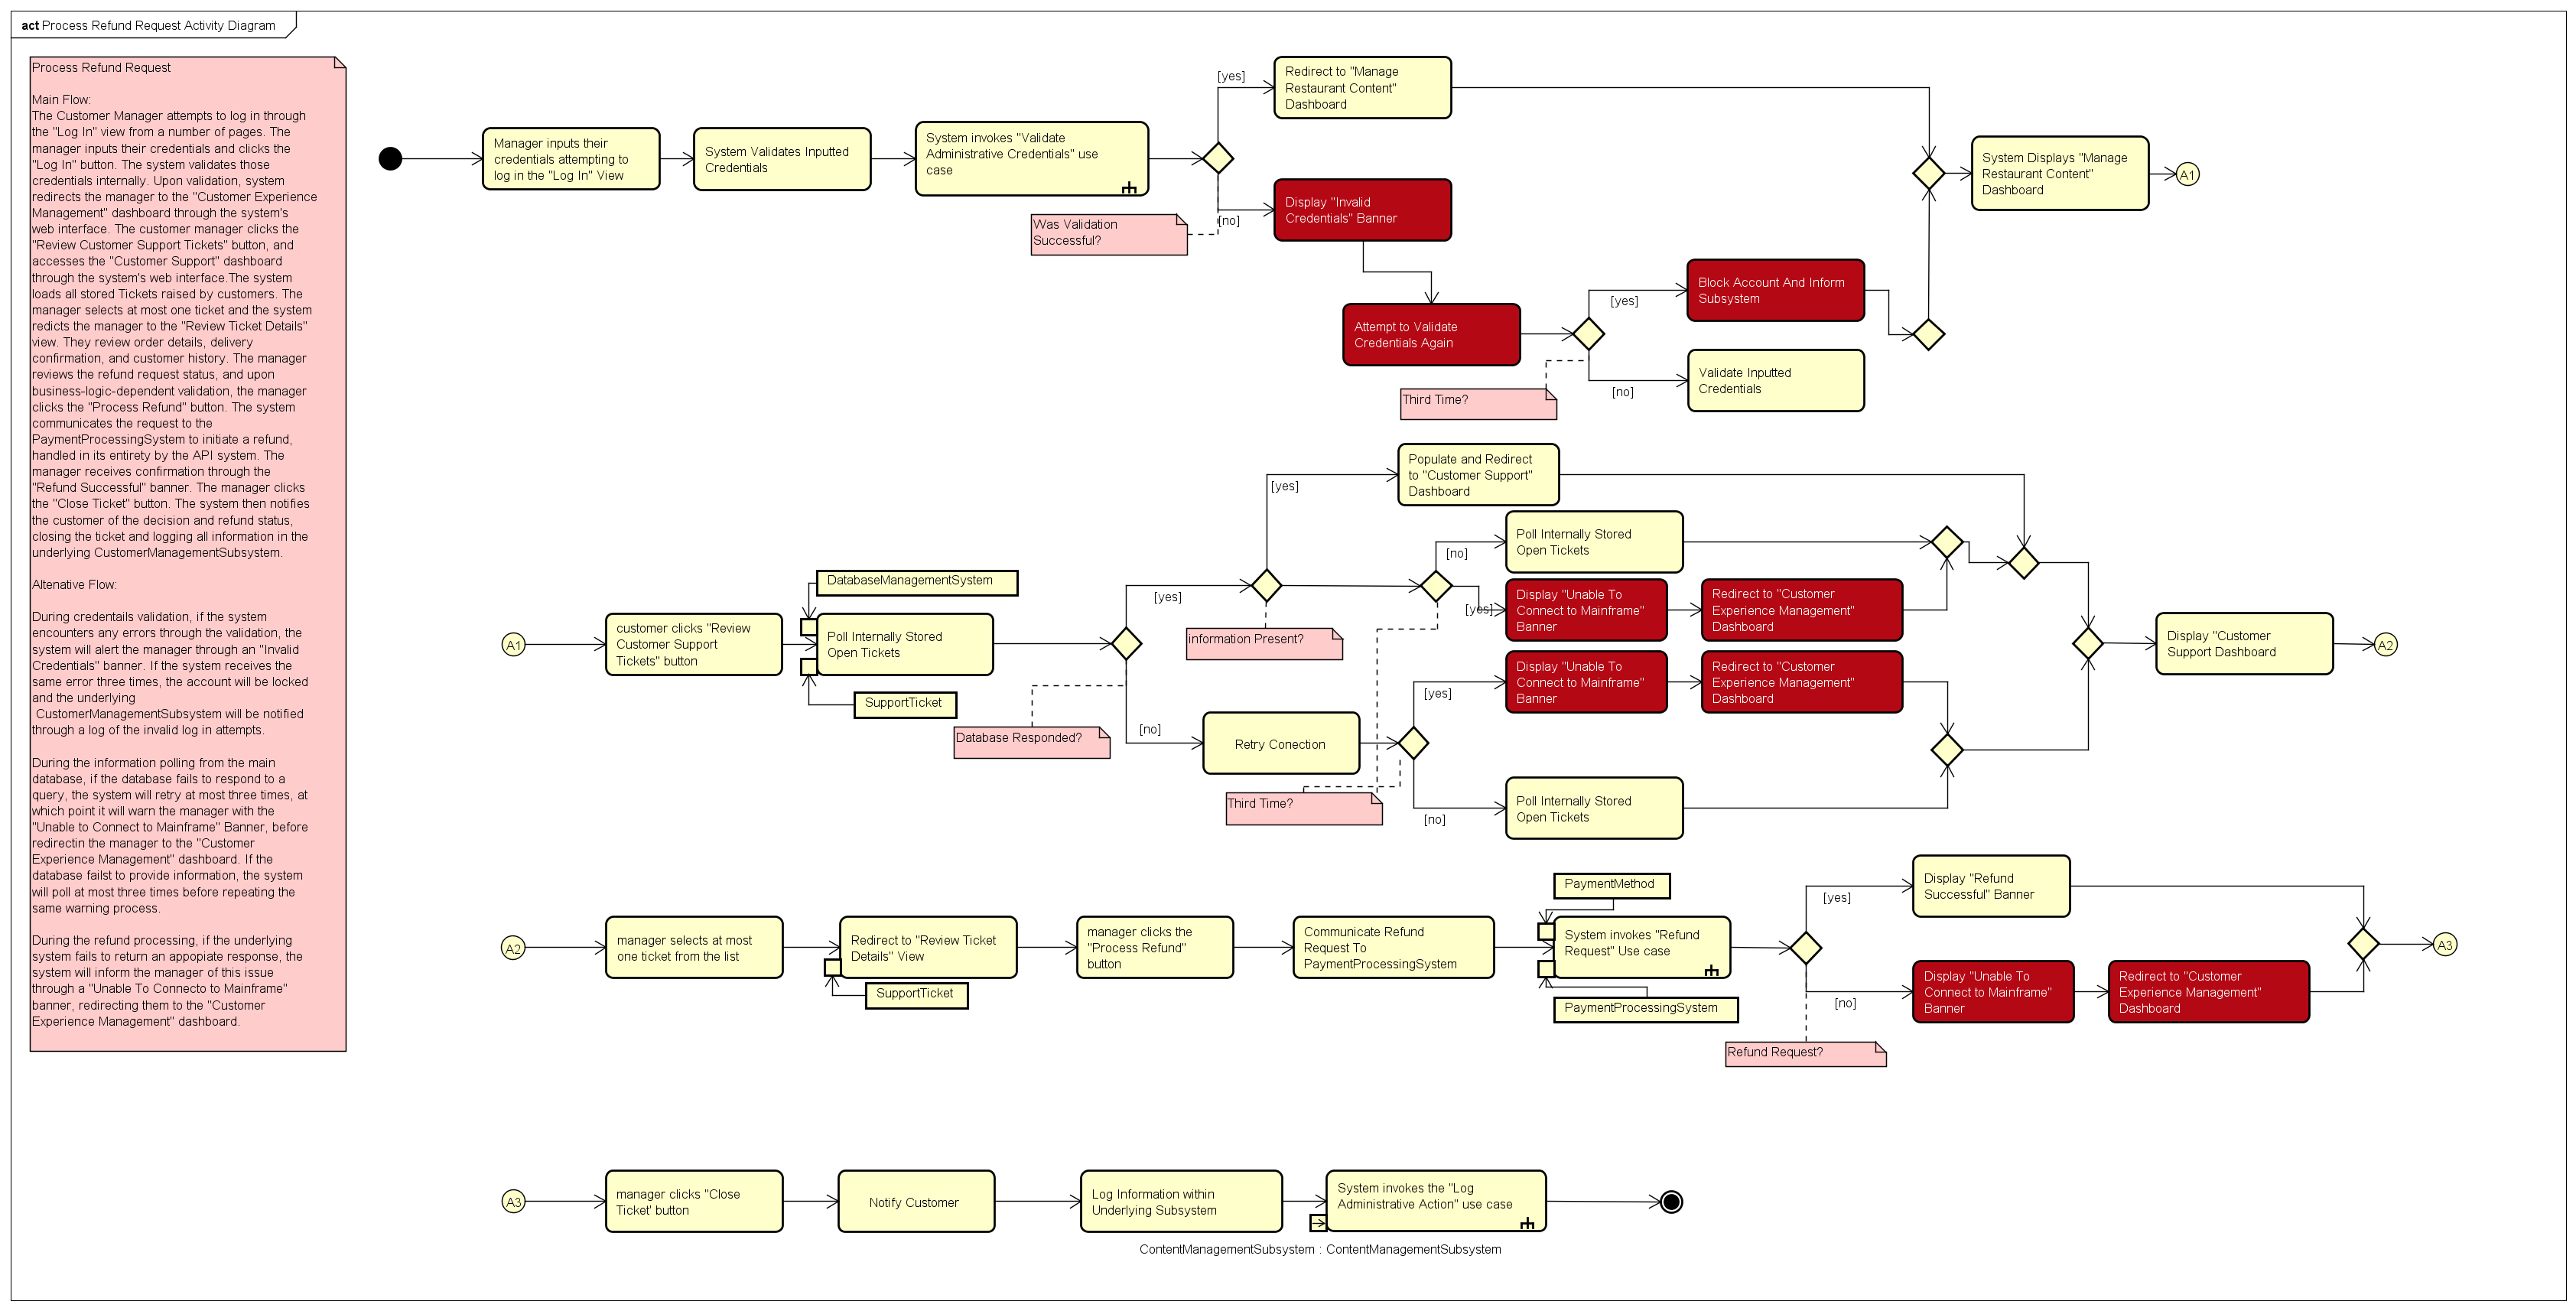 act Process Refund Request Activity Diagram
Process Refund Request
Main Flow:
The Customer Manager attempts to log in through
the "Log In" view from a number of pages. The
manager inputs their credentials and clicks the
"Log In" button. The system validates those
credentials internally. Upon validation, system
redirects the manager to the "Customer Experience
Management" dashboard through the system's
web interface. The customer manager clicks the
"Review Customer Support Tickets" button, and
accesses the "Customer Support" dashboard
through the system's web interface.The system
loads all stored Tickets raised by customers. The
manager selects at most one ticket and the system
redicts the manager to the "Review Ticket Details"
view. They review order details, delivery
confirmation, and customer history. The manager
reviews the refund request status, and upon
business-logic-dependent validation, the manager
clicks the "Process Refund" button. The system
communicates the request to the
PaymentProcessingSystem to initiate a refund,
handled in its entirety by the API system. The
manager receives confirmation through the
"Refund Successful" banner. The manager clicks
the "Close Ticket" button. The system then notifies
the customer of the decision and refund status,
closing the ticket and logging all information in the
underlying CustomerManagementSubsystem.
Altenative Flow:
During credentails validation, if the system
encounters any errors through the validation, the
system will alert the manager through an "Invalid
Credentials" banner. If the system receives the
same error three times, the account will be locked
and the underlying
CustomerManagementSubsystem will be notified
through a log of the invalid log in attempts.
During the information polling from the main
database, if the database fails to respond to a
query, the system will retry at most three times, at
which point it will warn the manager with the
"Unable to Connect to Mainframe" Banner, before
redirectin the manager to the "Customer
Experience Management" dashboard. If the
database failst to provide information, the system
will poll at most three times before repeating the
same warning process.
During the refund processing, if the underlying
system fails to return an appopiate response, the
system will inform the manager of this issue
through a "Unable To Connecto to Mainframe"
banner, redirecting them to the "Customer
Experience Management" dashboard.
Manager inputs their
credentials attempting to
log in the "Log In" View
System Validates Inputted
Credentials
System invokes "Validate
Administrative Credentials" use
case
Was Validation
Successful?
[yes]
[no]
Redirect to "Manage
Restaurant Content"
Dashboard
Display "Invalid
Credentials" Banner
Attempt to Validate
Credentials Again
Third Time?
[yes]
[no]
Block Account And Inform
Subsystem
Validate Inputted
Credentials
System Displays "Manage
Restaurant Content"
Dashboard
A1
A1
customer clicks "Review
Customer Support
Tickets" button
DatabaseManagementSystem
Poll Internally Stored
Open Tickets
SupportTicket
Database Responded?
[yes]
[no]
information Present?
[yes]
Populate and Redirect
to "Customer Support"
Dashboard
[no]
Poll Internally Stored
Open Tickets
[yes]
Display "Unable To
Connect to Mainframe"
Banner
Redirect to "Customer
Experience Management"
Dashboard
Retry Conection
Third Time?
[yes]
Display "Unable To
Connect to Mainframe"
Banner
Redirect to "Customer
Experience Management"
Dashboard
[no]
Poll Internally Stored
Open Tickets
Display "Customer
Support Dashboard
A2
A2
manager selects at most
one ticket from the list
Redirect to "Review Ticket
Details" View
SupportTicket
manager clicks the
"Process Refund"
button
Communicate Refund
Request To
PaymentProcessingSystem
PaymentMethod
System invokes "Refund
Request" Use case
PaymentProcessingSystem
Refund Request?
[yes]
[no]
Display "Refund
Successful" Banner
Display "Unable To
Connect to Mainframe"
Banner
Redirect to "Customer
Experience Management"
Dashboard
A3
A3
manager clicks "Close
Ticket' button
Notify Customer
Log Information within
Underlying Subsystem
System invokes the "Log
Administrative Action" use case
ContentManagementSubsystem : ContentManagementSubsystem